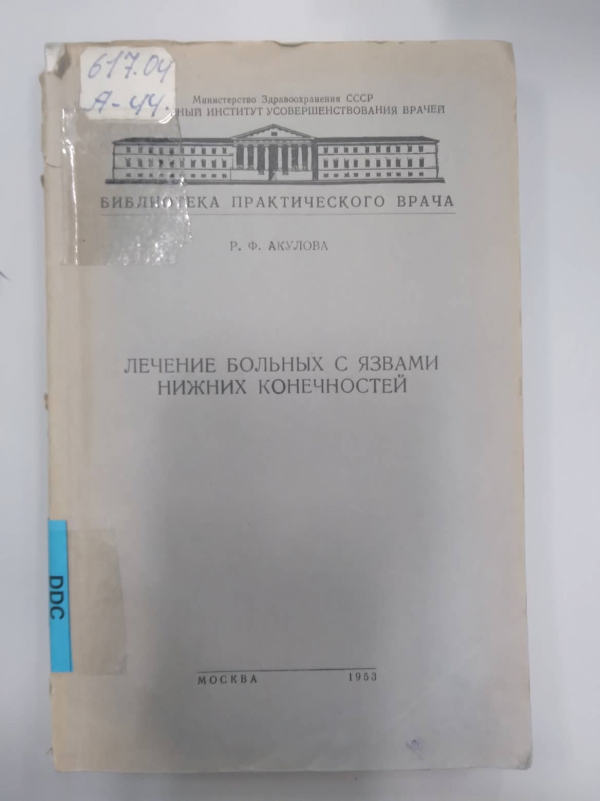 617.04
А-44.
Министерство Здравоохранения СССР
НЫЙ ИНСТИТУТ УСОВЕРШЕНСТВОВАНИЯ ВРАЧЕЙ
БИБЛИОТЕКА ПРАКТИЧЕСКОГО ВРАЧА
Р. Ф. АКУЛОВА
ЛЕЧЕНИЕ БОЛЬНЫХ С ЯЗВАМИ
НИЖНИХ КОНЕЧНОСТЕЙ
DDC
МОСКВА 1953